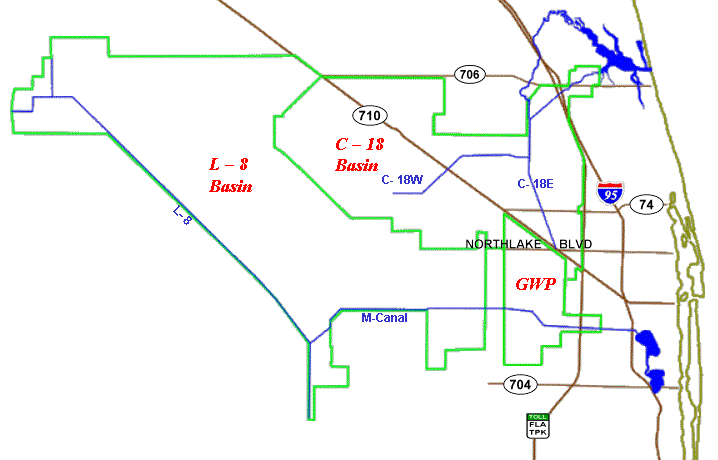 706
710
C – 18
Basin
L – 8
Basin
C- 18W
C- 18E
95
74
L- 8
NORTHLAKE BLVD
GWP
M-Canal
704
TOLL
FLA
TPK